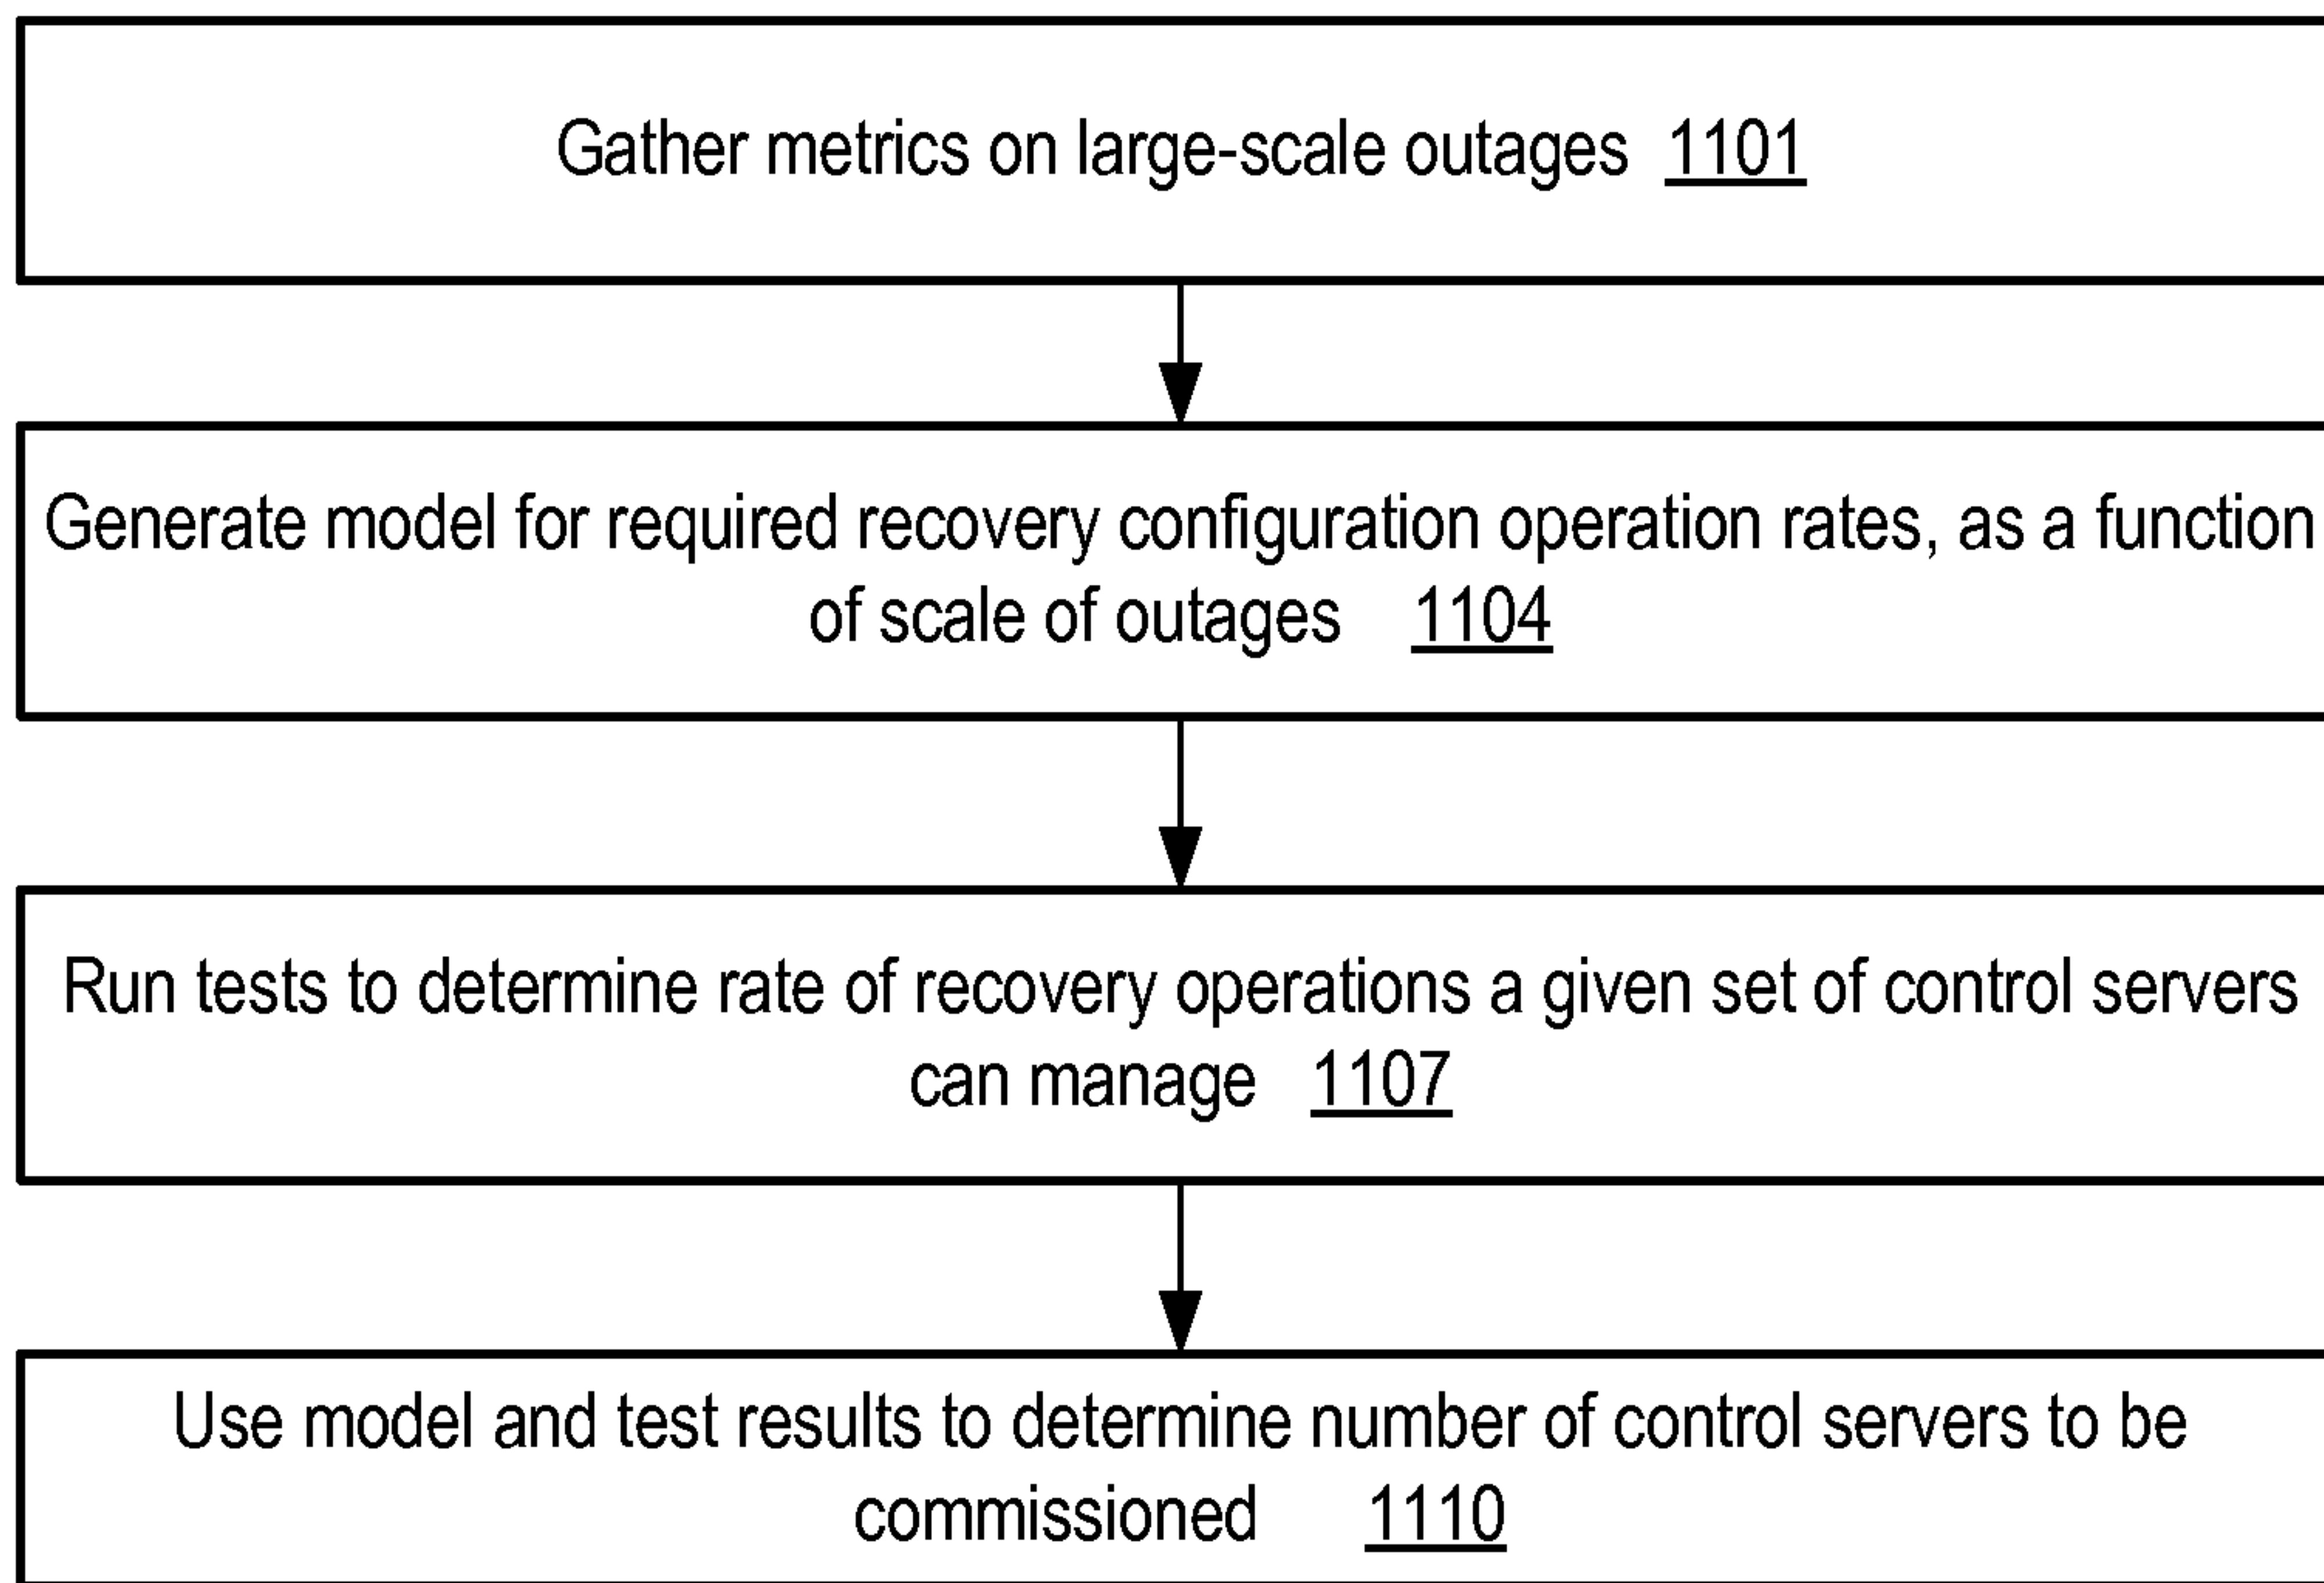 Gather metrics on large-scale outages 1101
Generate model for required recovery configuration operation rates, as a function
of scale of outages 1104
Run tests to determine rate of recovery operations a given set of control servers
can manage 1107
Use model and test results to determine number of control servers to be
commissioned 1110